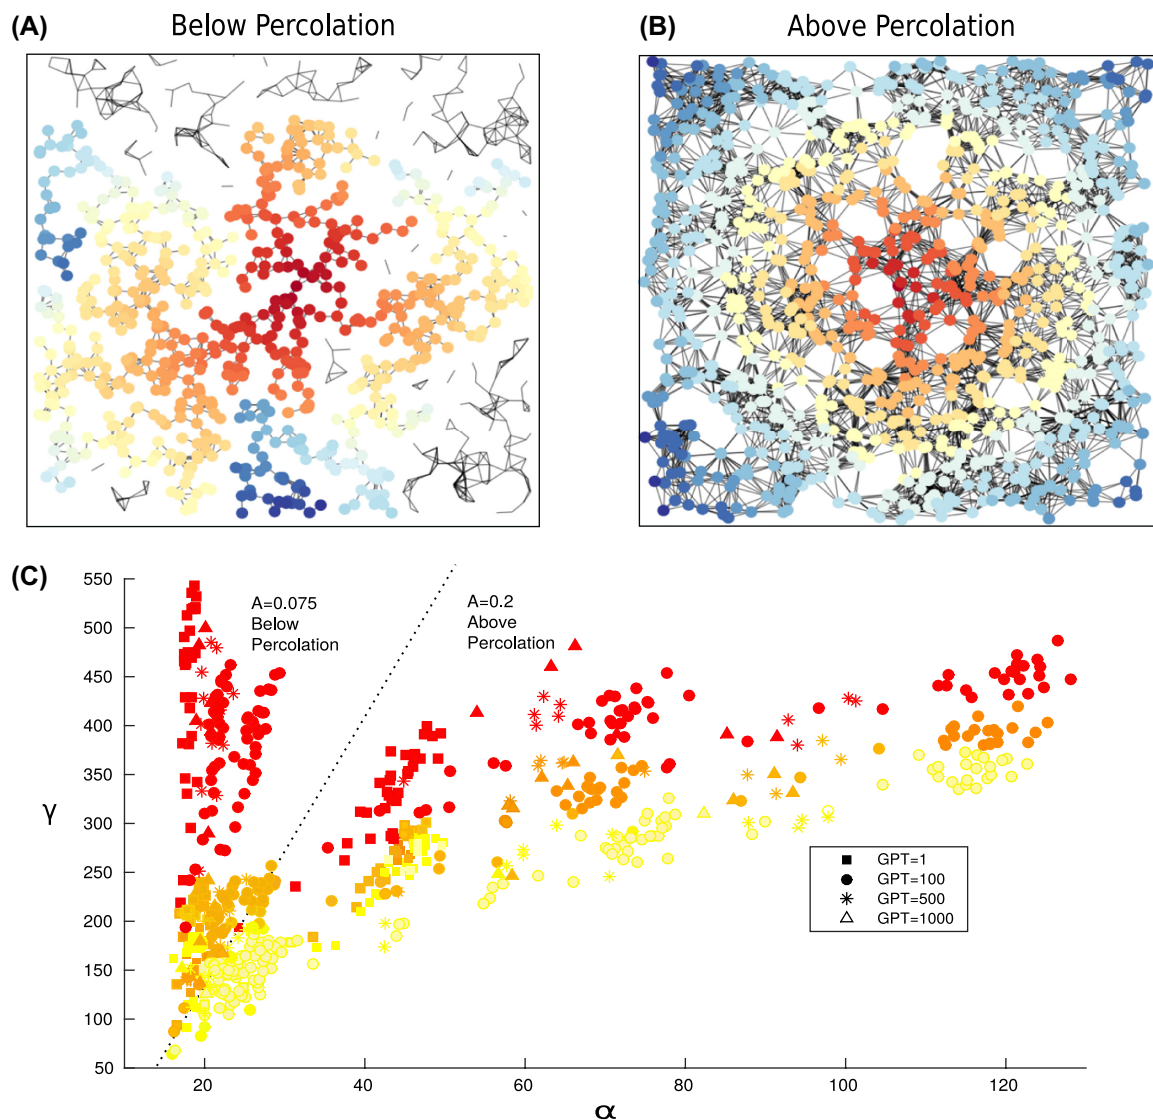 (A) Below Percolation
(B) Above Percolation
(C)
550
500
450
400
350
300
250
200
150
100
50
γ
A=0.075
Below
Percolation
A=0.2
Above
Percolation
GPT=1
GPT=100
GPT=500
GPT=1000
20 40 60 80 100 120
α